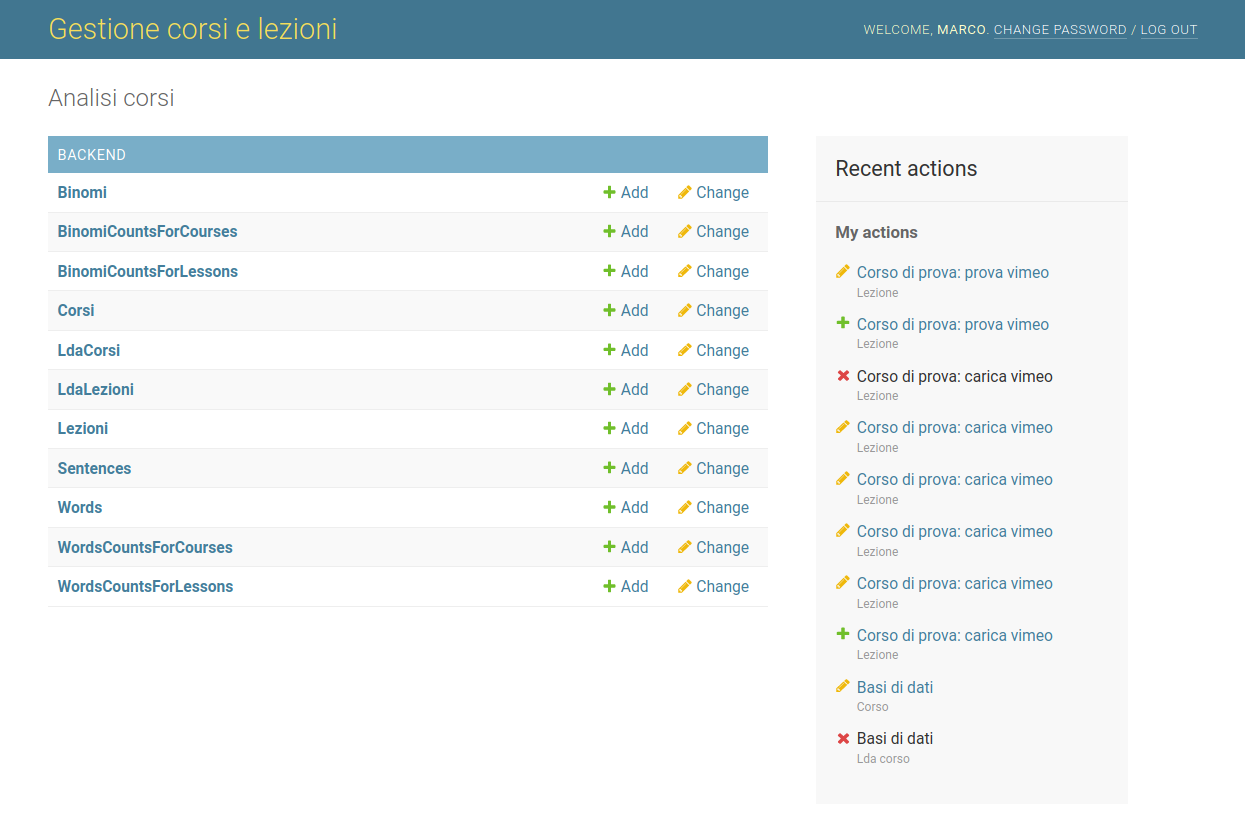 Gestione corsi e lezioni
WELCOME, MARCO. CHANGE PASSWORD / LOG OUT
Analisi corsi
BACKEND
Binomi Add Change
BinomiCountsForCourses Add Change
BinomiCountsForLessons Add Change
Corsi Add Change
LdaCorsi Add Change
LdaLezioni Add Change
Lezioni Add Change
Sentences Add Change
Words Add Change
WordsCountsForCourses Add Change
WordsCountsForLessons Add Change
Recent actions
My actions
Corso di prova: prova vimeo
Lezione
Corso di prova: prova vimeo
Lezione
Corso di prova: carica vimeo
Lezione
Corso di prova: carica vimeo
Lezione
Corso di prova: carica vimeo
Lezione
Corso di prova: carica vimeo
Lezione
Corso di prova: carica vimeo
Lezione
Corso di prova: carica vimeo
Lezione
Basi di dati
Corso
Basi di dati
Lda corso